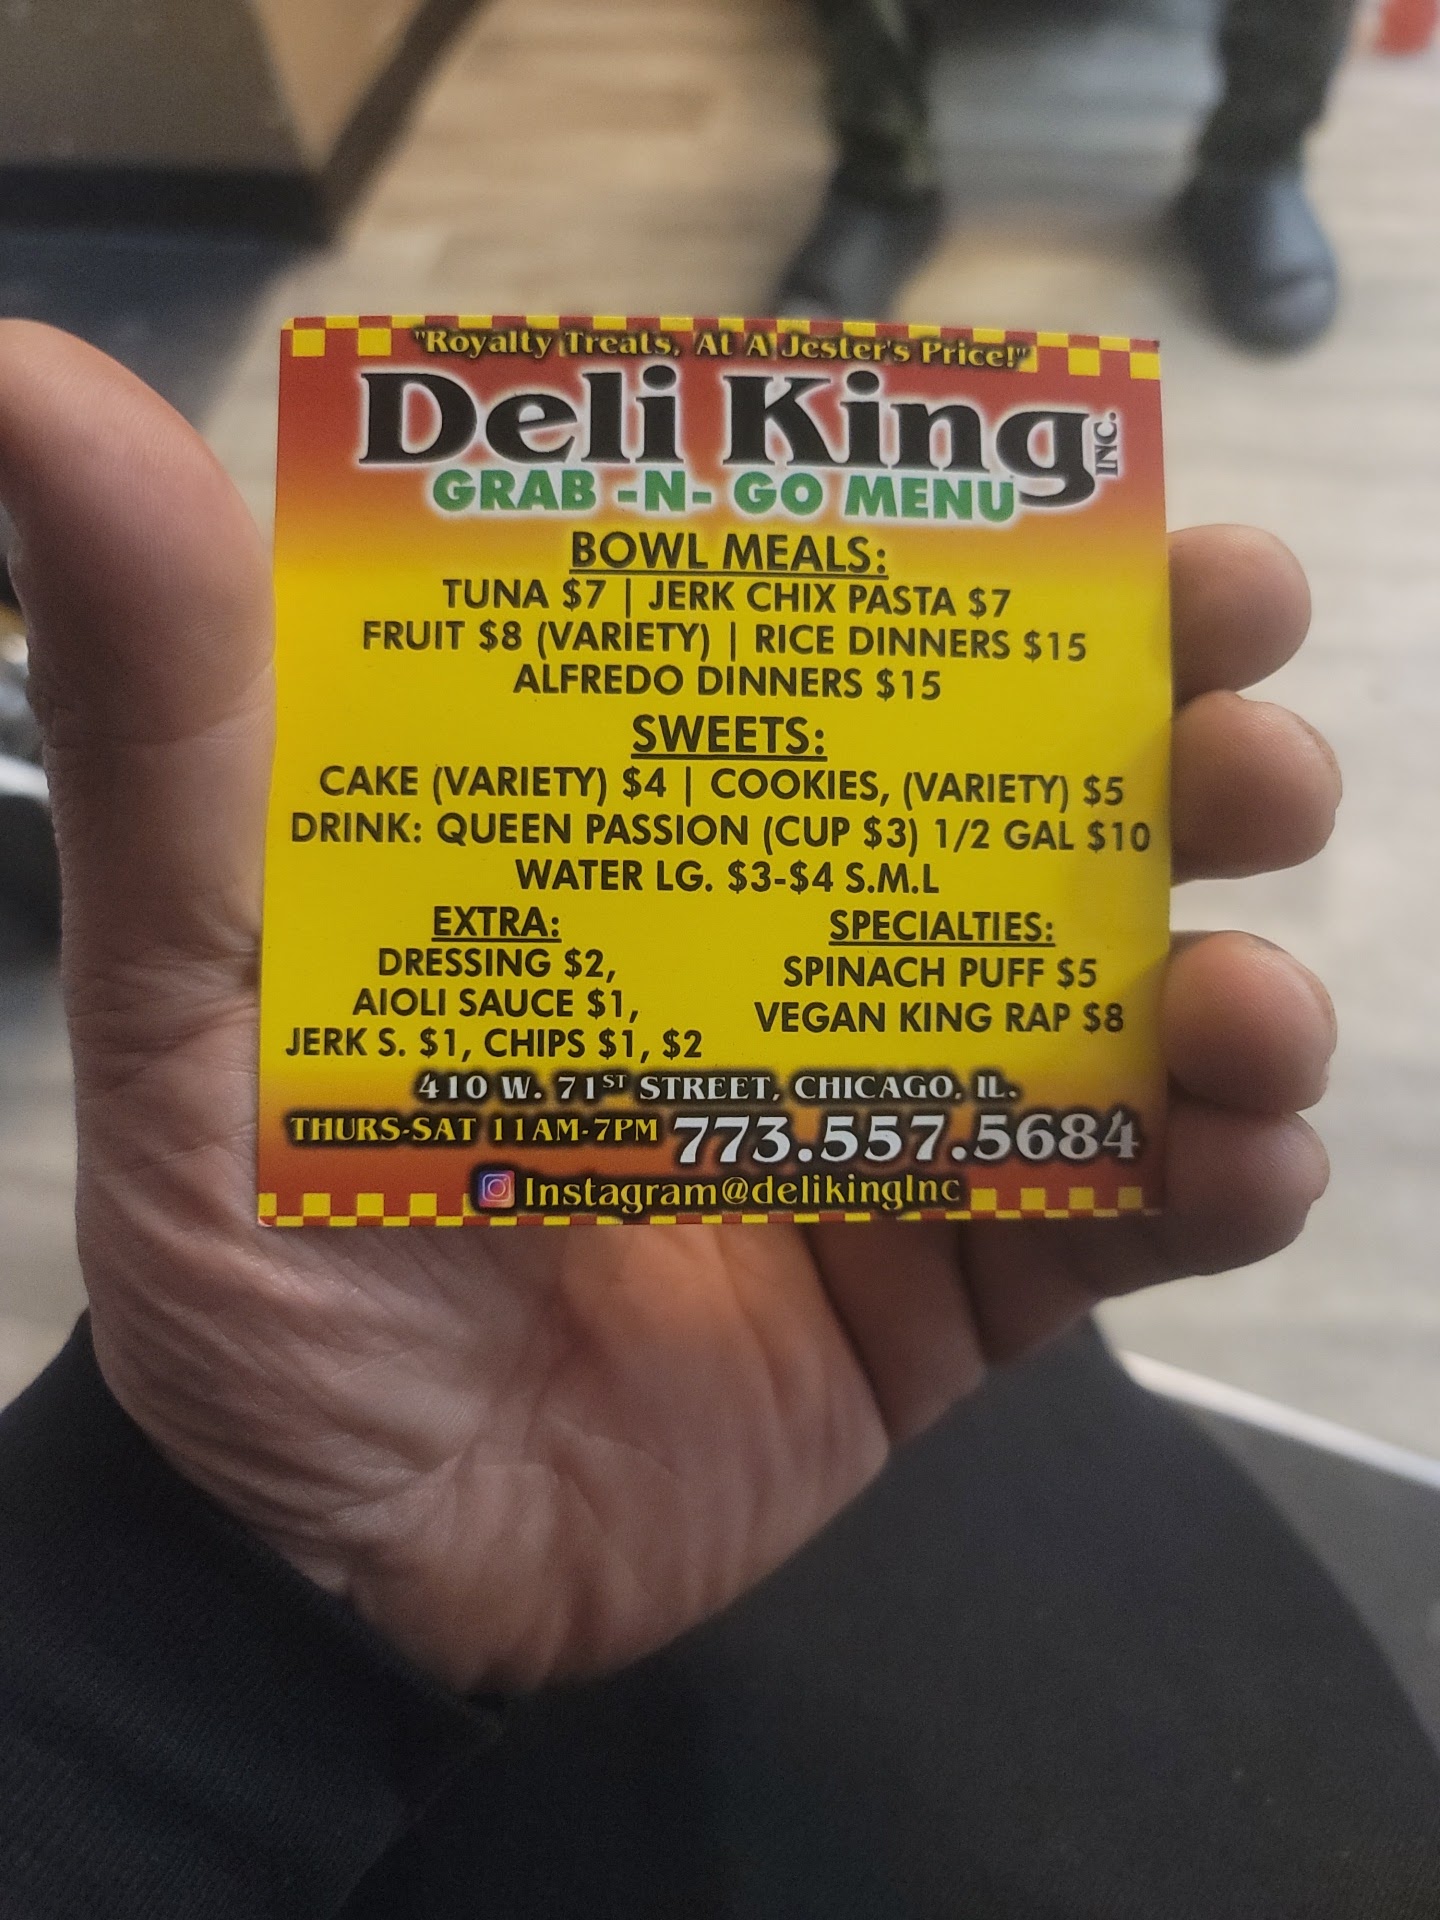 "Royalty Treats, At A Jester's Price!"
Deli King INC.
GRAB -N- GO MENU
BOWL MEALS:
TUNA $7 | JERK CHIX PASTA $7
FRUIT $8 (VARIETY) | RICE DINNERS $15
ALFREDO DINNERS $15
SWEETS:
CAKE (VARIETY) $4 | COOKIES, (VARIETY) $5
DRINK: QUEEN PASSION (CUP $3) 1/2 GAL $10
WATER LG. $3-$4 S.M.L
EXTRA:
DRESSING $2,
AIOLI SAUCE $1,
JERK S. $1, CHIPS $1, $2
SPECIALTIES:
SPINACH PUFF $5
VEGAN KING RAP $8
410 W. 71ST STREET, CHICAGO, IL.
THURS-SAT 11AM-7PM 773.557.5684
Instagram@delikingInc